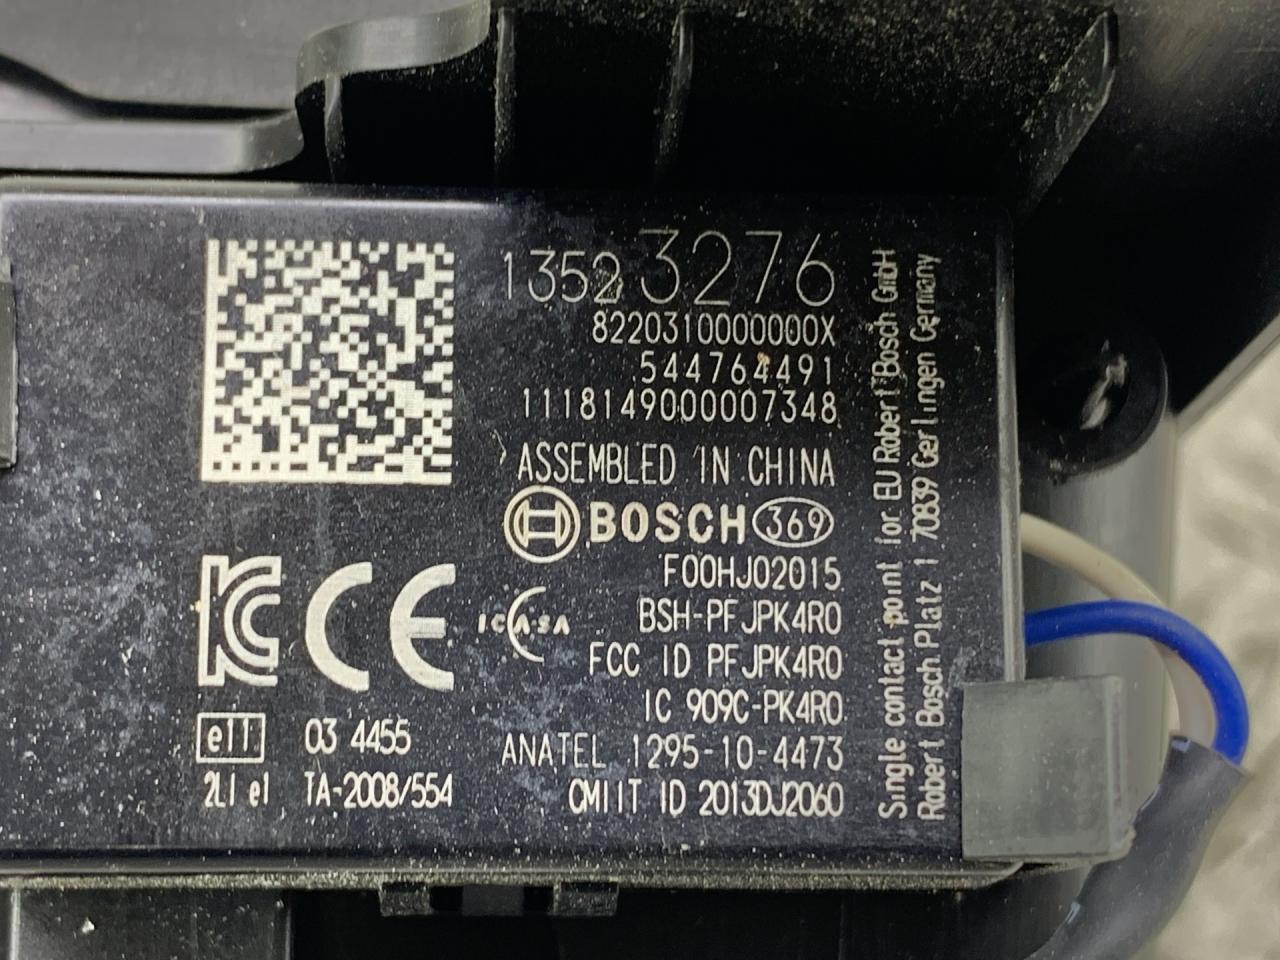 13523276
8220310000000X
544764491
1118149000007348
ASSEMBLED IN CHINA
BOSCH 369
F00HJ02015
ICASA
BSH-PFJPK4R0
FCC ID PFJPK4R0
IC 909C-PK4R0
e11 03 4455
ANATEL 1295-10-4473
2Li el TA-2008/554
CMIIT ID 2013DJ2060
Single contact point for EU Robert Bosch GmbH
Robert Bosch Platz 1 70839 Gerlingen Germany